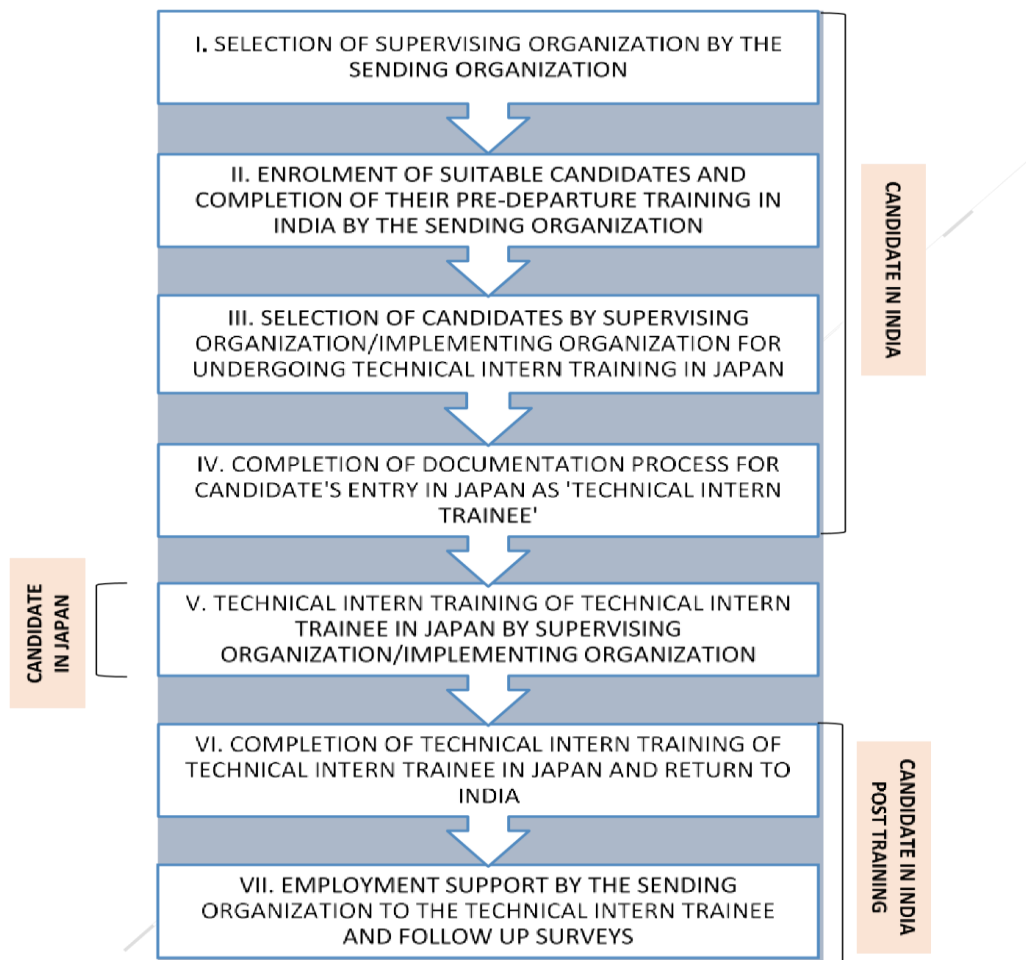 I. SELECTION OF SUPERVISING ORGANIZATION BY THE
SENDING ORGANIZATION
II. ENROLMENT OF SUITABLE CANDIDATES AND
COMPLETION OF THEIR PRE-DEPARTURE TRAINING IN
INDIA BY THE SENDING ORGANIZATION
III. SELECTION OF CANDIDATES BY SUPERVISING
ORGANIZATION/IMPLEMENTING ORGANIZATION FOR
UNDERGOING TECHNICAL INTERN TRAINING IN JAPAN
IV. COMPLETION OF DOCUMENTATION PROCESS FOR
CANDIDATE'S ENTRY IN JAPAN AS 'TECHNICAL INTERN
TRAINEE'
CANDIDATE IN INDIA
V. TECHNICAL INTERN TRAINING OF TECHNICAL INTERN
TRAINEE IN JAPAN BY SUPERVISING
ORGANIZATION/IMPLEMENTING ORGANIZATION
CANDIDATE
IN JAPAN
VI. COMPLETION OF TECHNICAL INTERN TRAINING OF
TECHNICAL INTERN TRAINEE IN JAPAN AND RETURN TO
INDIA
VII. EMPLOYMENT SUPPORT BY THE SENDING
ORGANIZATION TO THE TECHNICAL INTERN TRAINEE
AND FOLLOW UP SURVEYS
CANDIDATE IN INDIA
POST TRAINING